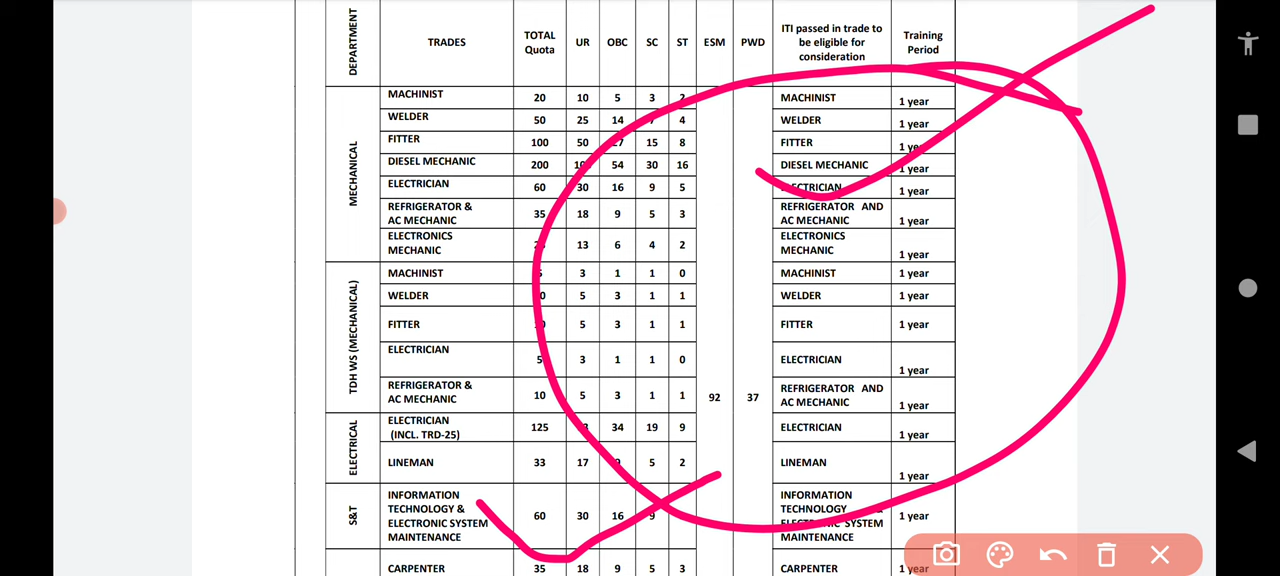 DEPARTMENT TRADES TOTAL Quota UR OBC SC ST ESM PWD ITI passed in trade to be eligible for consideration Training Period
MECHANICAL
MACHINIST 20 10 5 3 2 MACHINIST 1 year
WELDER 50 25 14 4 WELDER 1 year
FITTER 100 50 15 8 FITTER 1 year
DIESEL MECHANIC 200 54 30 16 DIESEL MECHANIC 1 year
ELECTRICIAN 60 30 16 9 5 ELECTRICIAN 1 year
REFRIGERATOR & AC MECHANIC 35 18 9 5 3 REFRIGERATOR AND AC MECHANIC 1 year
ELECTRONICS MECHANIC 13 6 4 2 ELECTRONICS MECHANIC 1 year
TDH WS (MECHANICAL)
MACHINIST 3 1 1 0 MACHINIST 1 year
WELDER 5 3 1 1 WELDER 1 year
FITTER 5 3 1 1 FITTER 1 year
ELECTRICIAN 5 3 1 1 0 ELECTRICIAN 1 year
REFRIGERATOR & AC MECHANIC 10 5 3 1 1 92 37 REFRIGERATOR AND AC MECHANIC 1 year
ELECTRICAL
ELECTRICIAN (INCL. TRD-25) 125 34 19 9 ELECTRICIAN 1 year
LINEMAN 33 17 5 2 LINEMAN 1 year
S&T
INFORMATION TECHNOLOGY & ELECTRONIC SYSTEM MAINTENANCE 60 30 16 9 INFORMATION TECHNOLOGY & ELECTRONIC SYSTEM MAINTENANCE 1 year
CARPENTER 35 18 9 5 3 CARPENTER 1 year